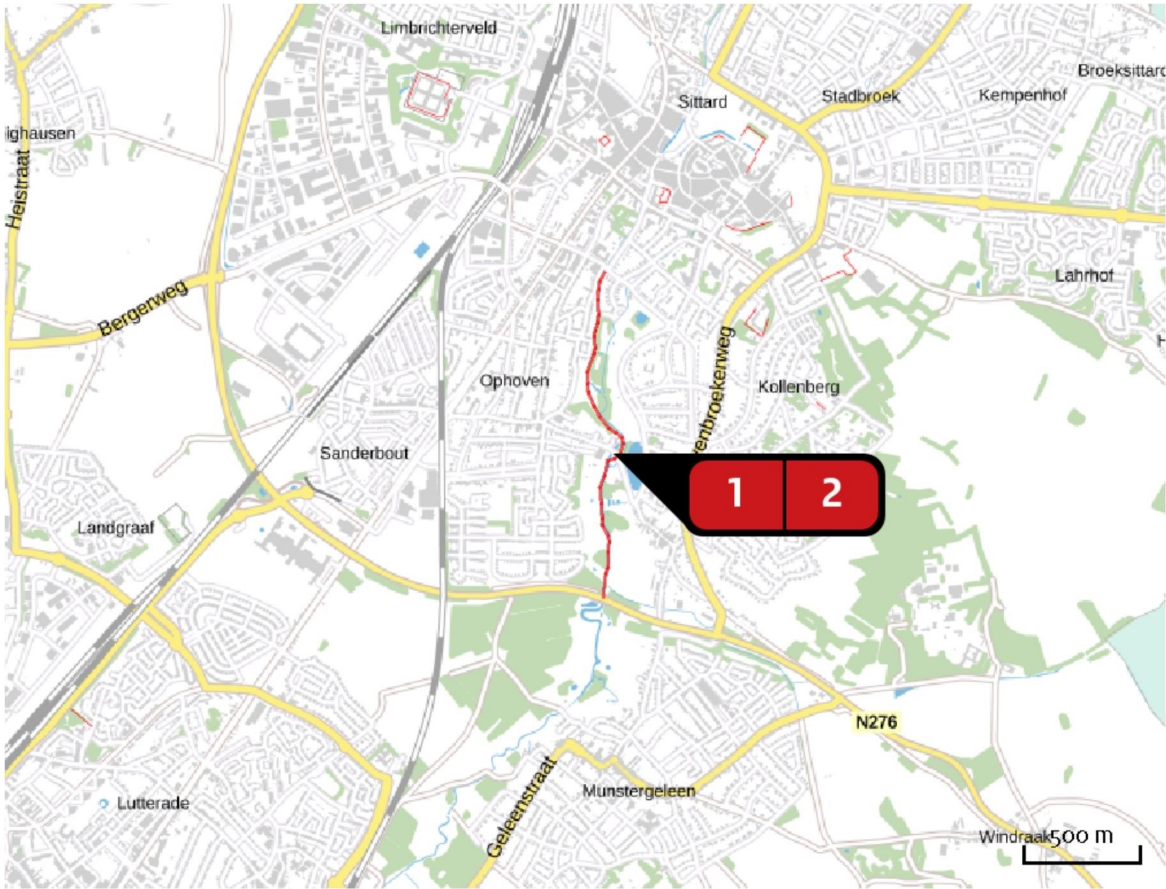 Limbrichterveld
Broeksittard
Sittard
Stadbroek
Kempenhof
ighausen
Heistraat
Lahrhof
Bergerweg
H
Ophoven
Kollenberg
enbroekerweg
Sanderbout
1 2
Landgraaf
N276
Munstergeleen
Lutterade
Geleenstraat
Windraak
500 m